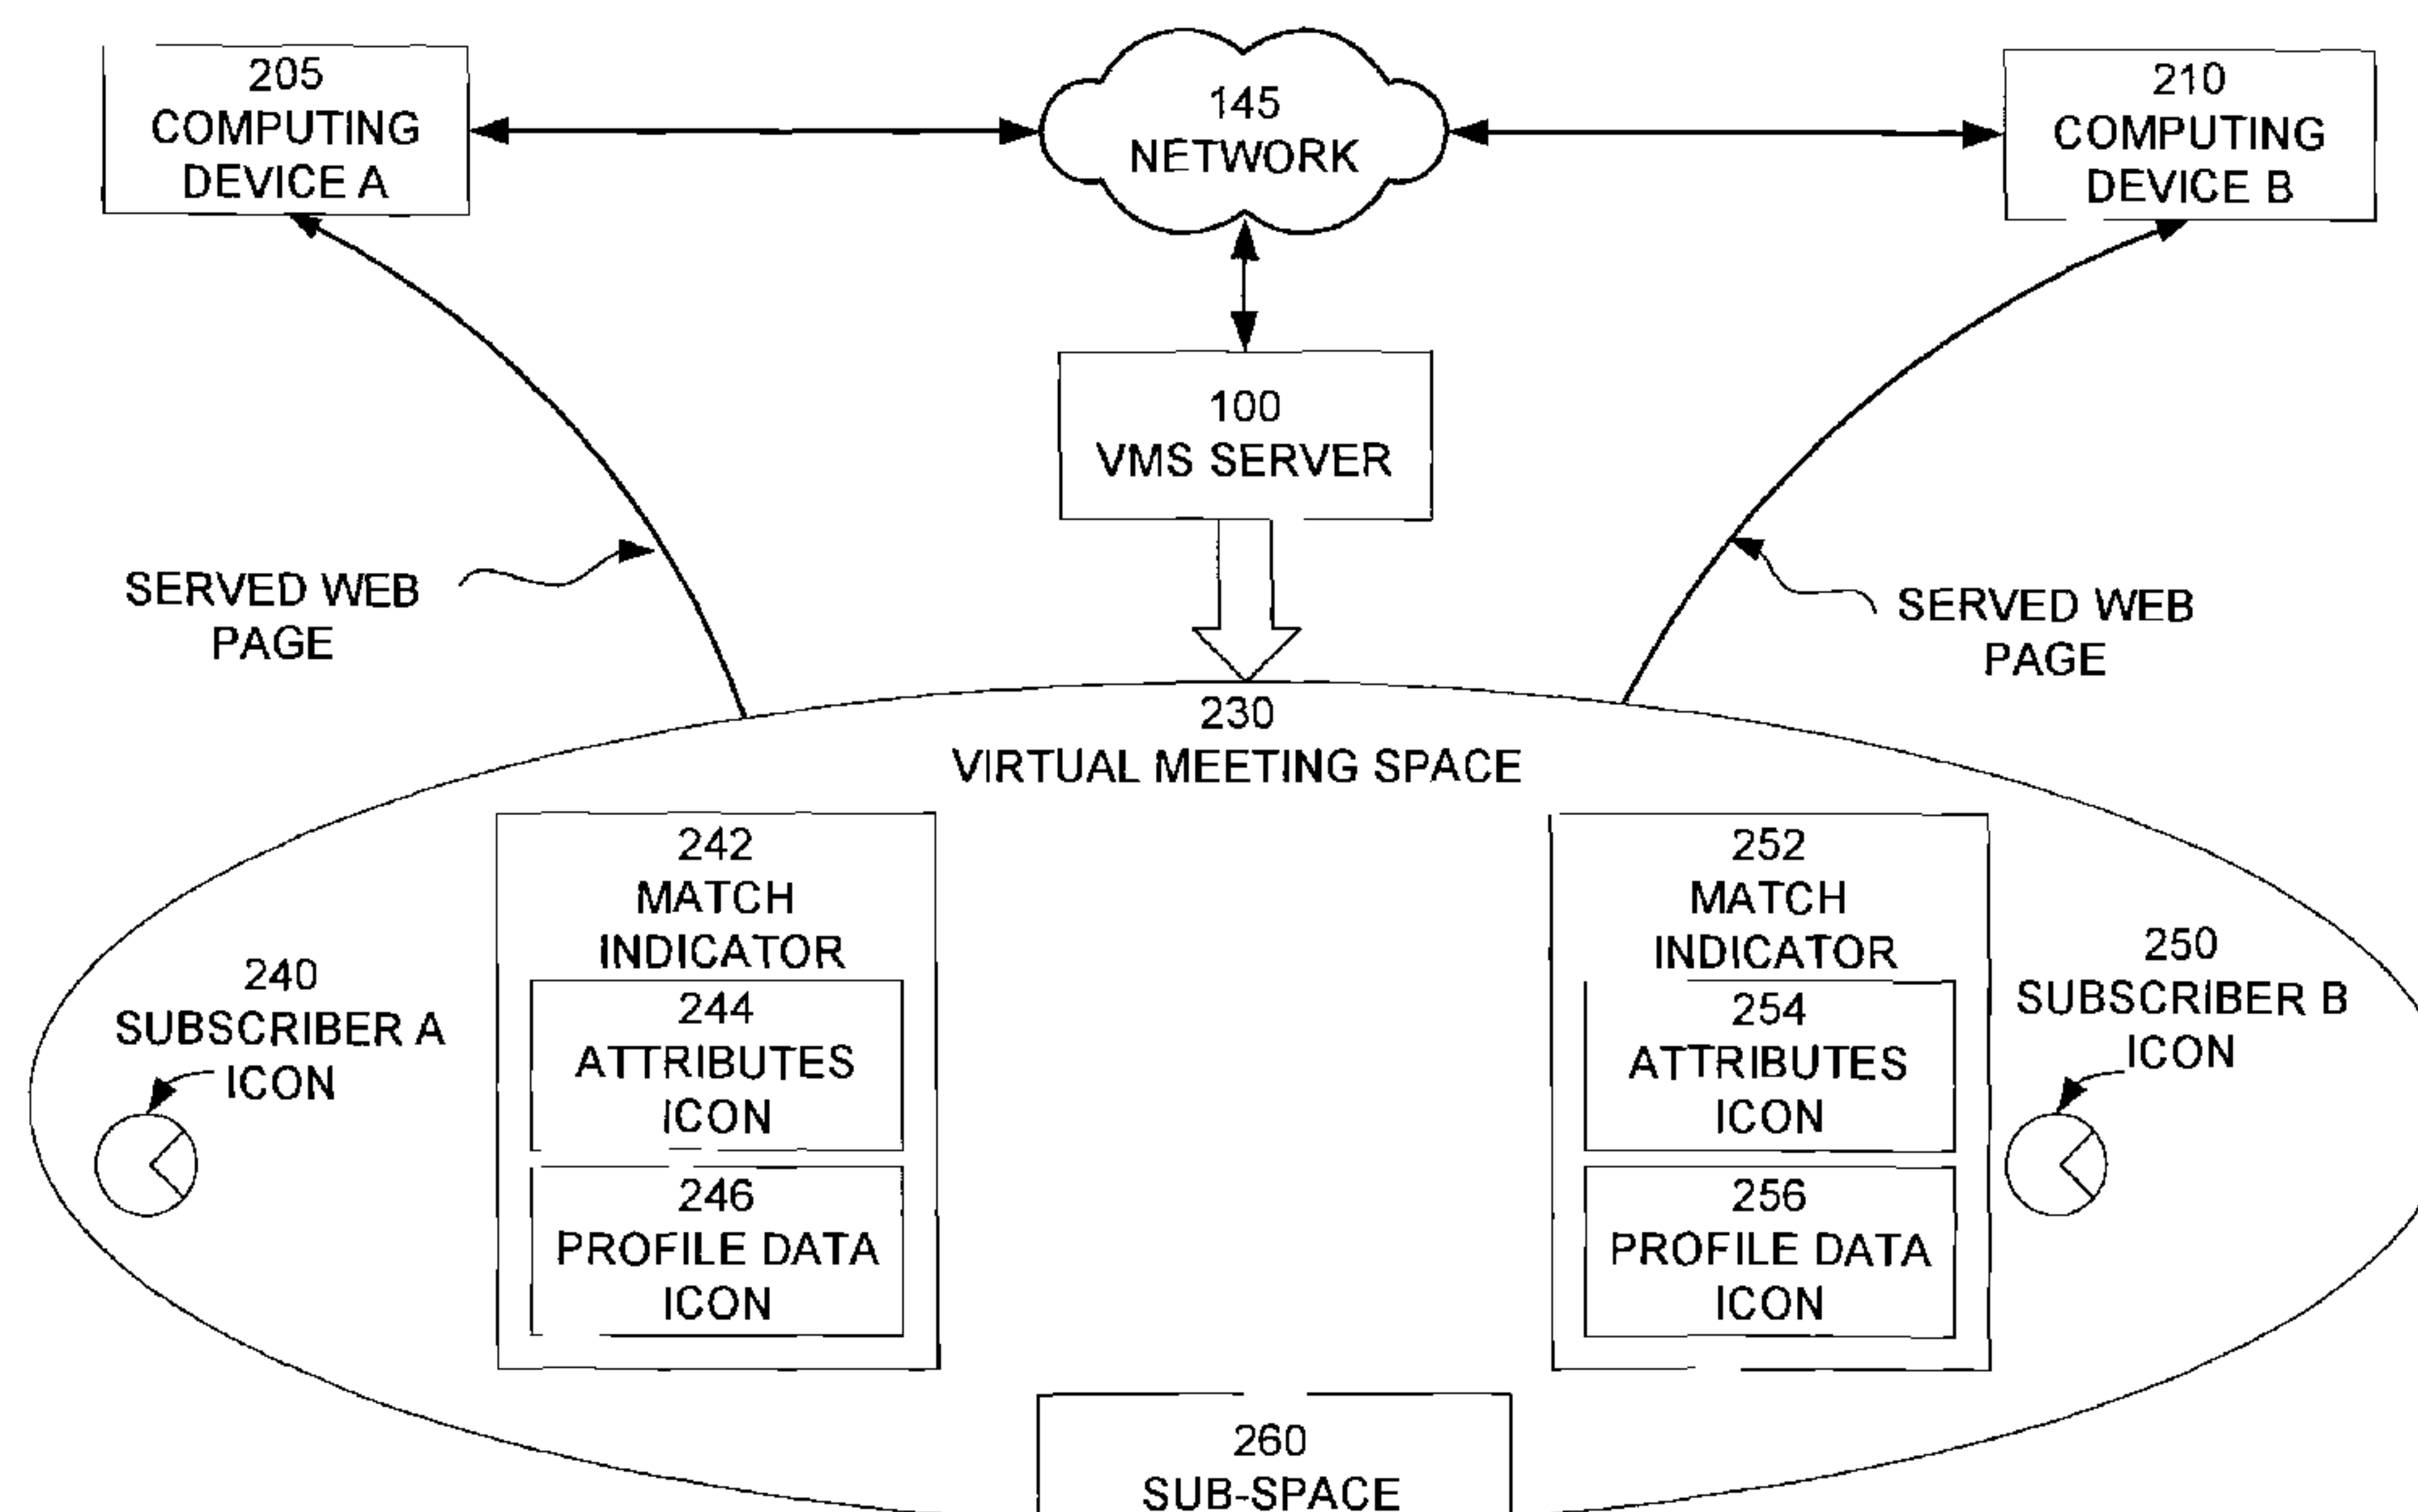 205
COMPUTING
DEVICE A
145
NETWORK
210
COMPUTING
DEVICE B
100
VMS SERVER
SERVED WEB
PAGE
SERVED WEB
PAGE
230
VIRTUAL MEETING SPACE
242
MATCH
INDICATOR
244
ATTRIBUTES
ICON
246
PROFILE DATA
ICON
240
SUBSCRIBER A
ICON
252
MATCH
INDICATOR
254
ATTRIBUTES
ICON
256
PROFILE DATA
ICON
250
SUBSCRIBER B
ICON
260
SUB-SPACE